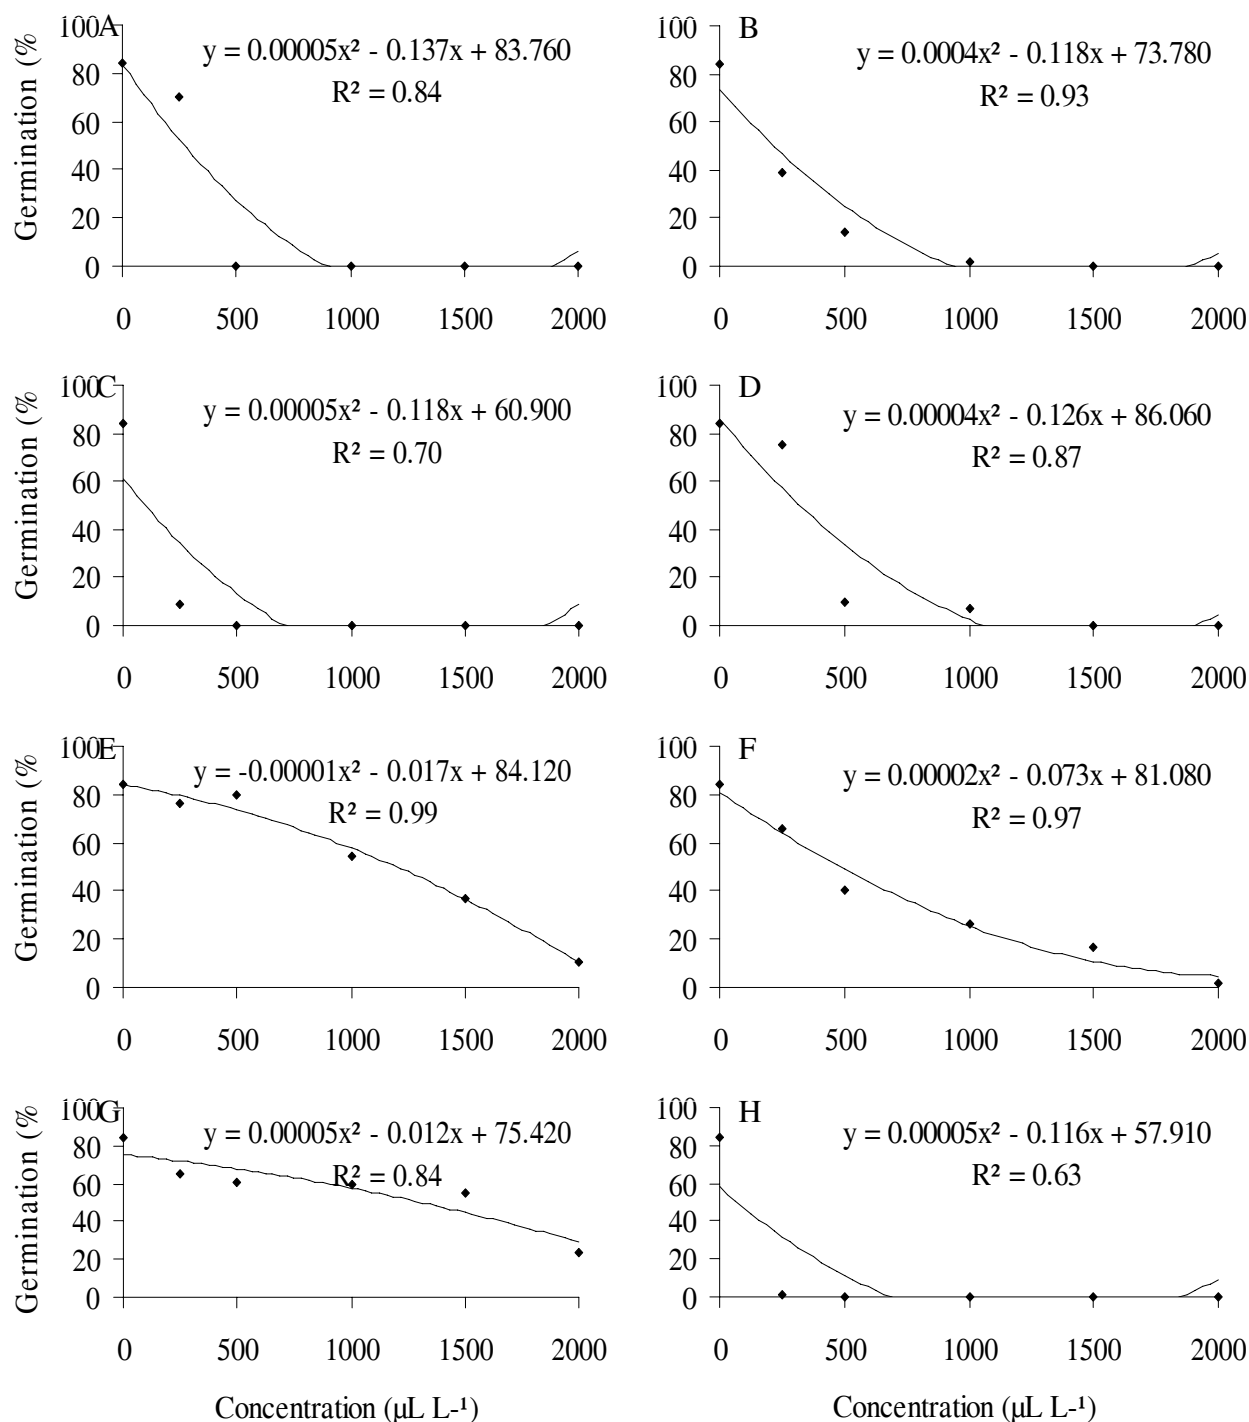 100 A
y = 0.00005x² - 0.137x + 83.760
R² = 0.84
80
60
40
20
0
0 500 1000 1500 2000
Germination (%
100 B
y = 0.0004x² - 0.118x + 73.780
R² = 0.93
80
60
40
20
0
0 500 1000 1500 2000
100 C
y = 0.00005x² - 0.118x + 60.900
R² = 0.70
80
60
40
20
0
0 500 1000 1500 2000
Germination (%
100 D
y = 0.00004x² - 0.126x + 86.060
R² = 0.87
80
60
40
20
0
0 500 1000 1500 2000
100 E
y = -0.00001x² - 0.017x + 84.120
R² = 0.99
80
60
40
20
0
0 500 1000 1500 2000
Germination (%
100 F
y = 0.00002x² - 0.073x + 81.080
R² = 0.97
80
60
40
20
0
0 500 1000 1500 2000
100 G
y = 0.00005x² - 0.012x + 75.420
R² = 0.84
80
60
40
20
0
0 500 1000 1500 2000
Germination (%
Concentration (µL L-¹)
100 H
y = 0.00005x² - 0.116x + 57.910
R² = 0.63
80
60
40
20
0
0 500 1000 1500 2000
Concentration (µL L-¹)